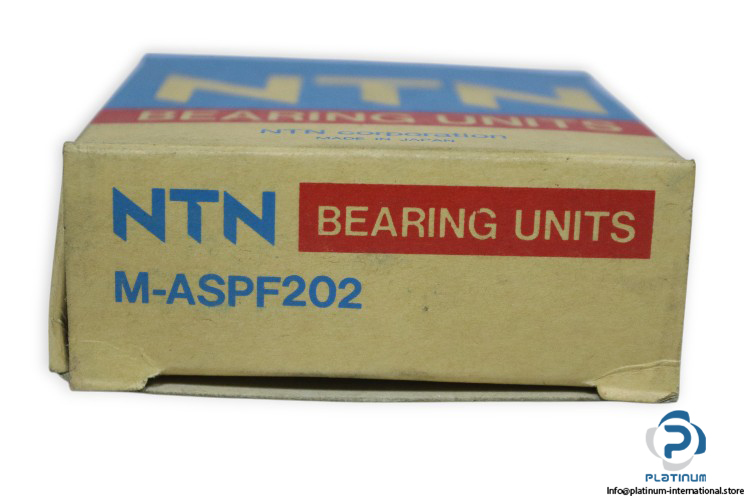 NTN
BEARING UNITS
NTN corporation
MADE IN JAPAN
NTN BEARING UNITS
M-ASPF202
PLATINUM
Info@platinum-international.store